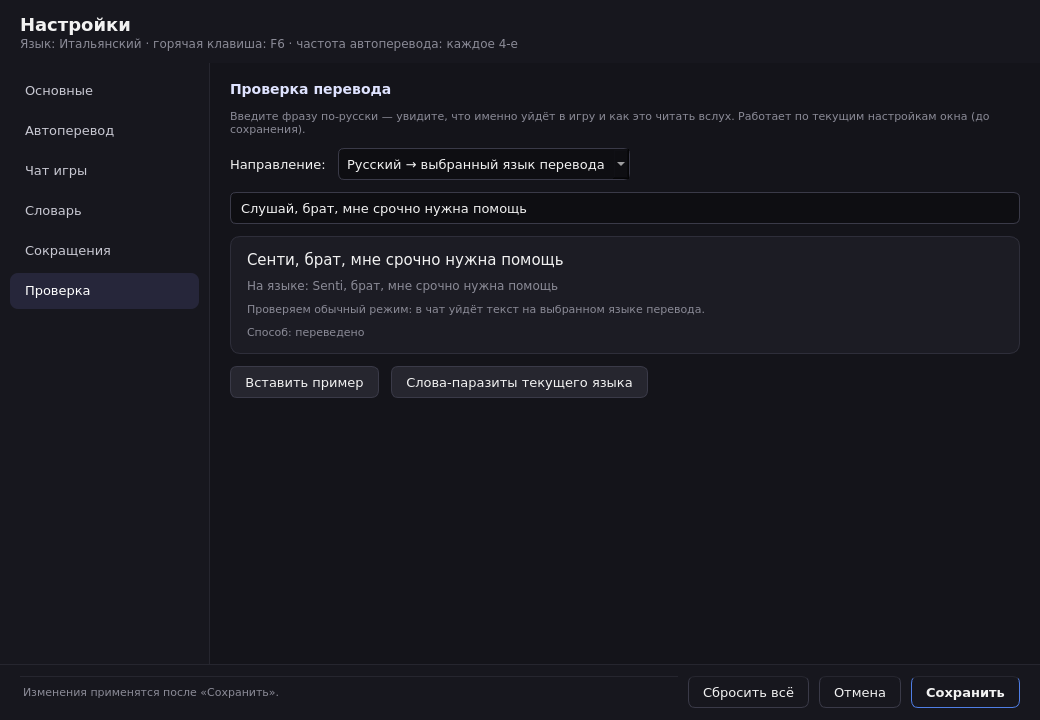 Настройки
Язык: Итальянский · горячая клавиша: F6 · частота автоперевода: каждое 4-е
Основные
Автоперевод
Чат игры
Словарь
Сокращения
Проверка
Проверка перевода
Введите фразу по-русски — увидите, что именно уйдёт в игру и как это читать вслух. Работает по текущим настройкам окна (до
сохранения).
Направление: Русский → выбранный язык перевода
Слушай, брат, мне срочно нужна помощь
Сенти, брат, мне срочно нужна помощь
На языке: Senti, брат, мне срочно нужна помощь
Проверяем обычный режим: в чат уйдёт текст на выбранном языке перевода.
Способ: переведено
Вставить пример Слова-паразиты текущего языка
Изменения применятся после «Сохранить».
Сбросить всё Отмена Сохранить